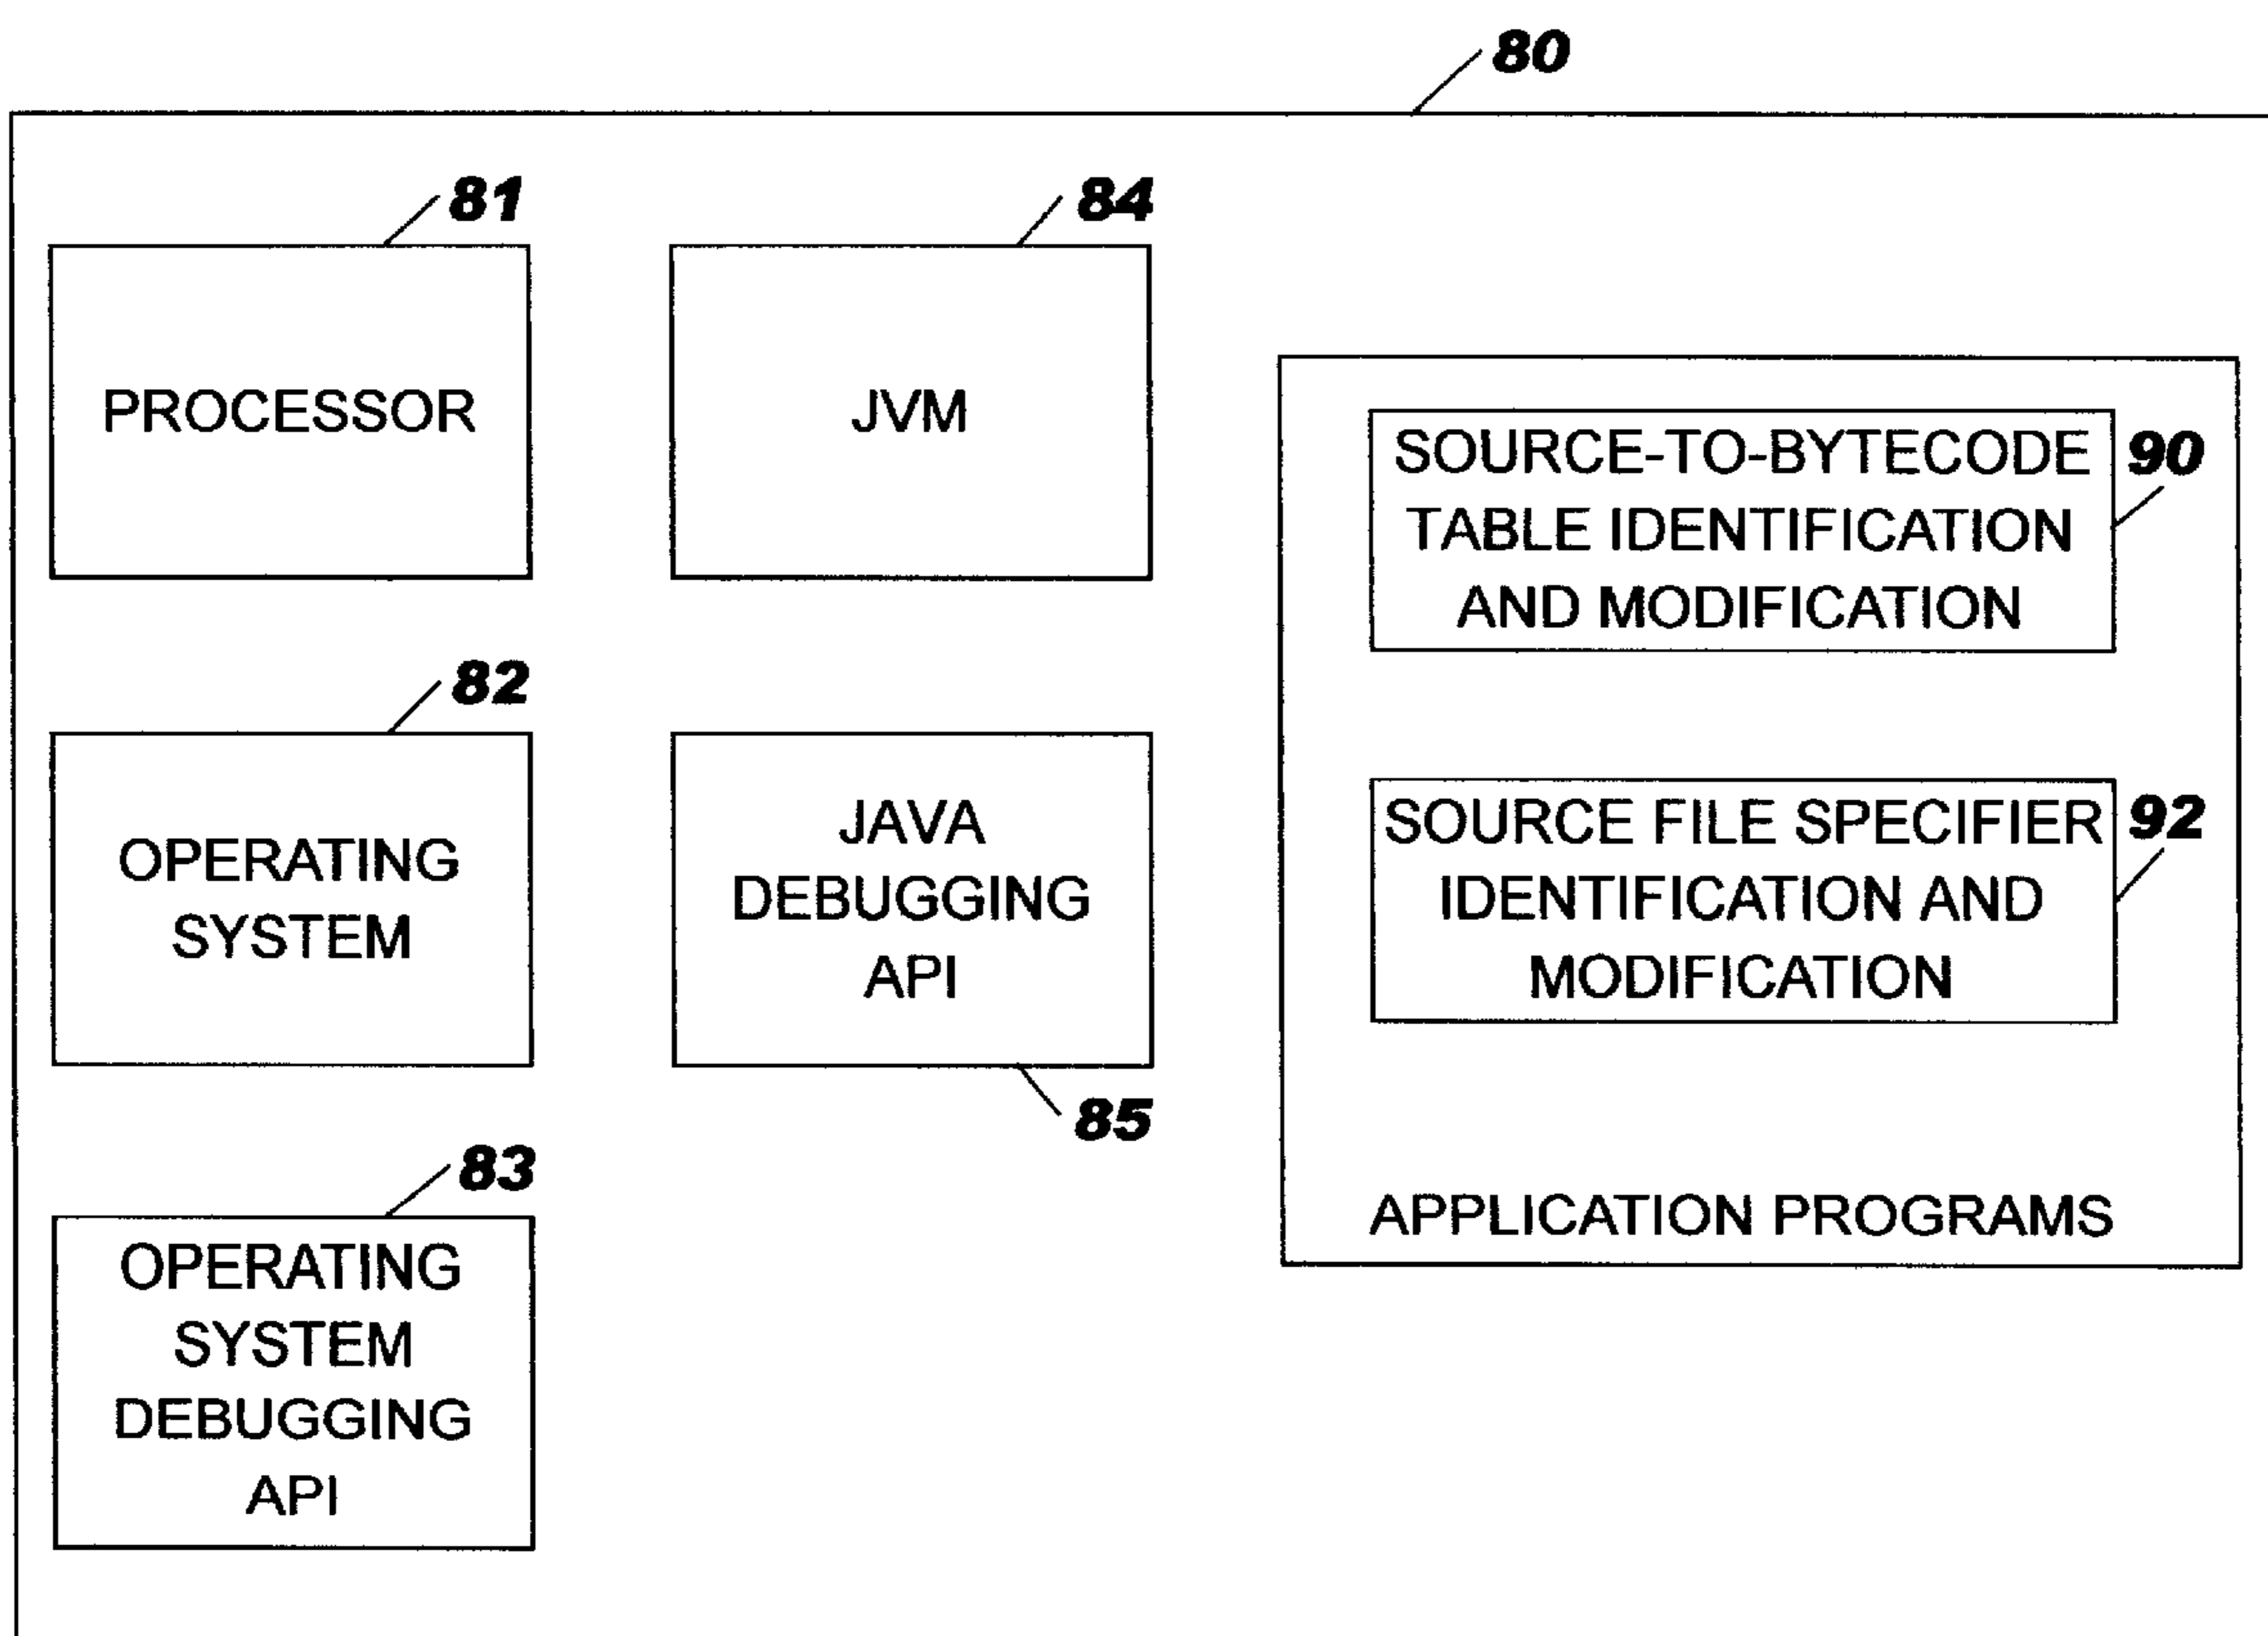 80
81
PROCESSOR
84
JVM
90
SOURCE-TO-BYTECODE
TABLE IDENTIFICATION
AND MODIFICATION
82
OPERATING
SYSTEM
JAVA
DEBUGGING
API
85
92
SOURCE FILE SPECIFIER
IDENTIFICATION AND
MODIFICATION
APPLICATION PROGRAMS
83
OPERATING
SYSTEM
DEBUGGING
API